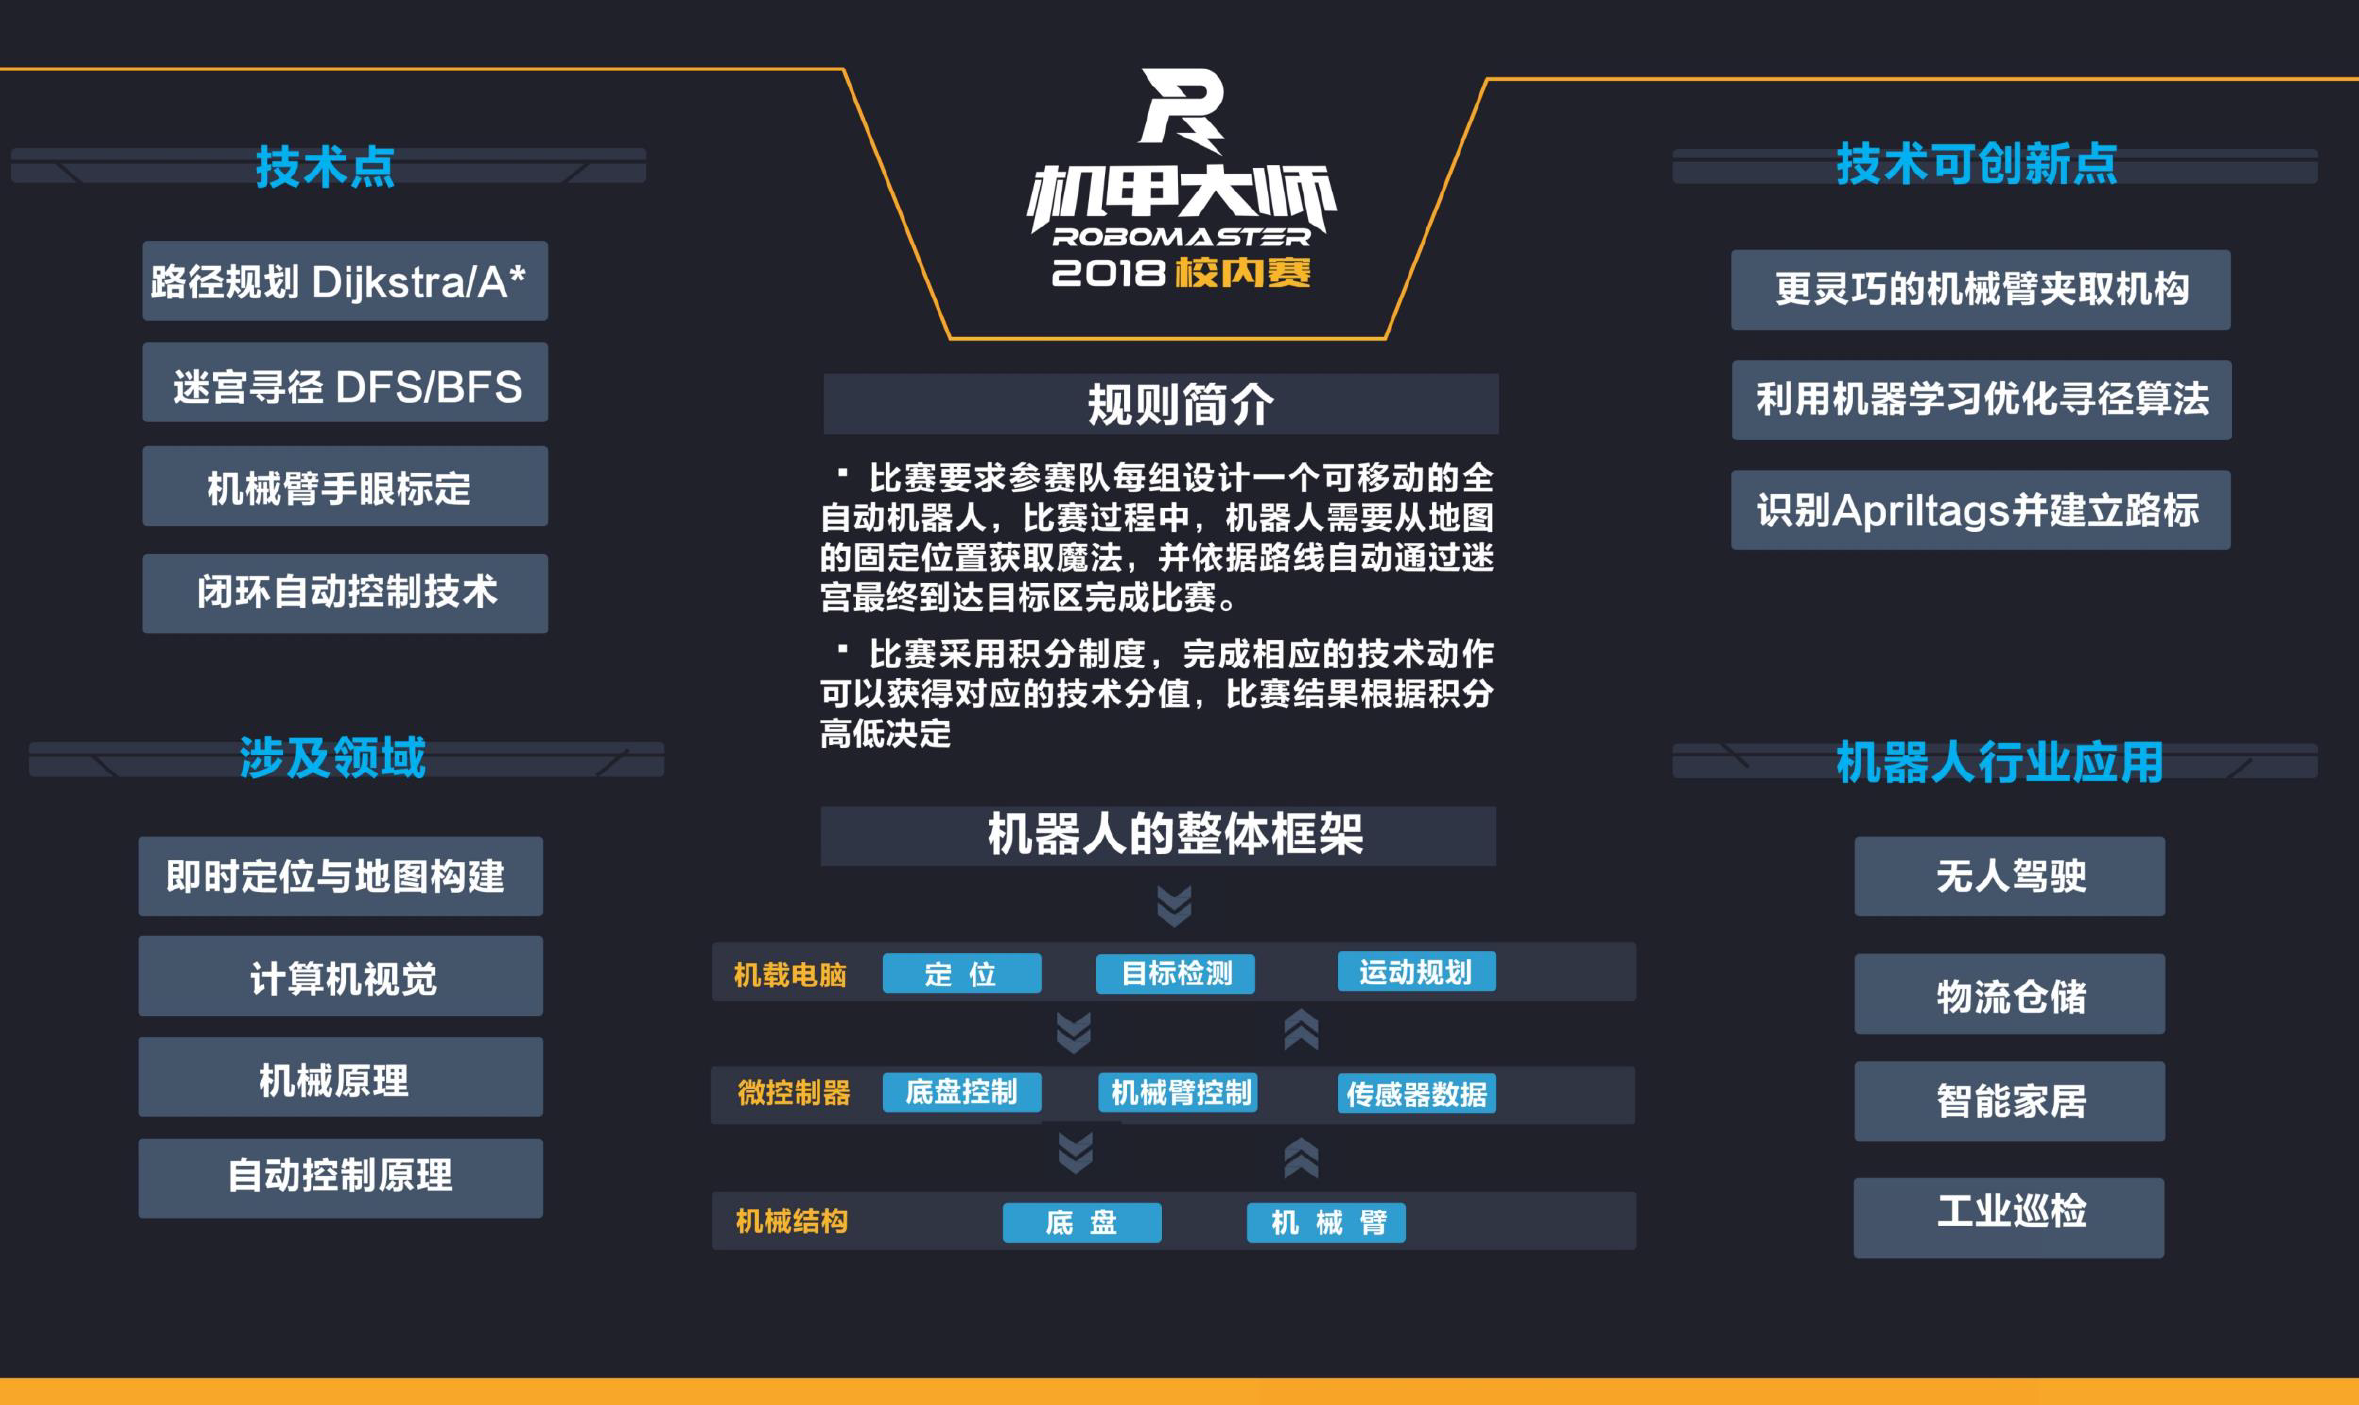 机甲大师
ROBOMASTER
2018 校内赛
技术点
路径规划 Dijkstra/A*
迷宫寻径 DFS/BFS
机械臂手眼标定
闭环自动控制技术
涉及领域
即时定位与地图构建
计算机视觉
机械原理
自动控制原理
规则简介
▪ 比赛要求参赛队每组设计一个可移动的全
自动机器人，比赛过程中，机器人需要从地图
的固定位置获取魔法，并依据路线自动通过迷
宫最终到达目标区完成比赛。
▪ 比赛采用积分制度，完成相应的技术动作
可以获得对应的技术分值，比赛结果根据积分
高低决定
机器人的整体框架
机载电脑 定 位 目标检测 运动规划
微控制器 底盘控制 机械臂控制 传感器数据
机械结构 底 盘 机 械 臂
技术可创新点
更灵巧的机械臂夹取机构
利用机器学习优化寻径算法
识别Apriltags并建立路标
机器人行业应用
无人驾驶
物流仓储
智能家居
工业巡检